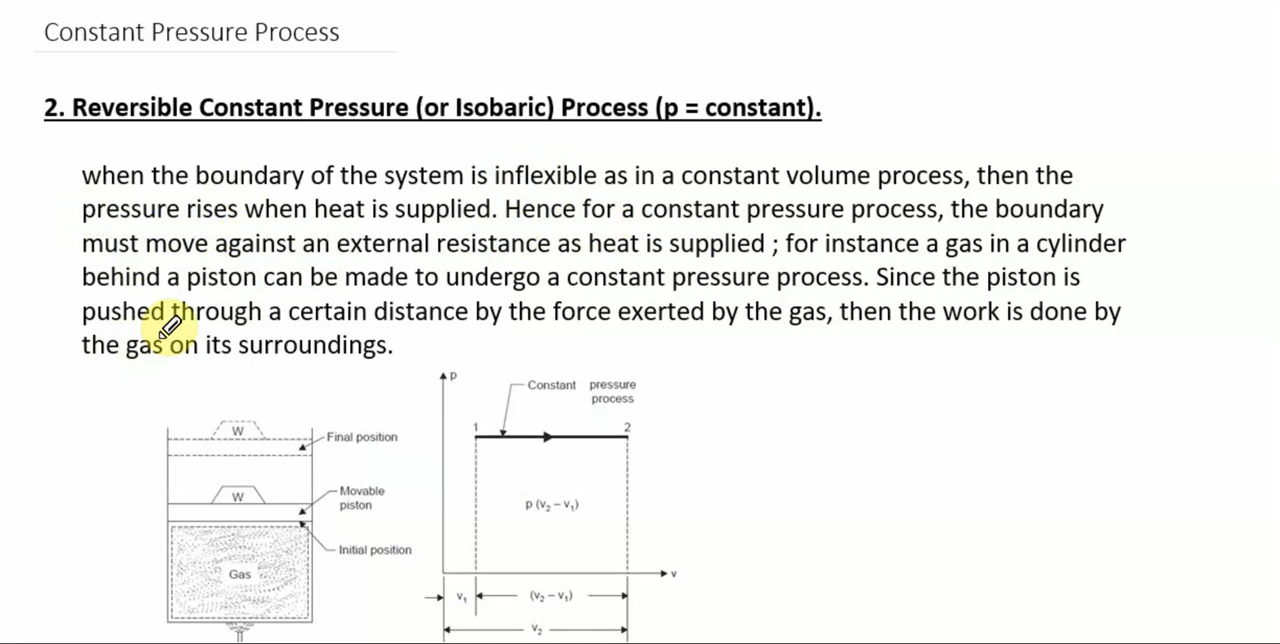 Constant Pressure Process
2. Reversible Constant Pressure (or Isobaric) Process (p = constant).
when the boundary of the system is inflexible as in a constant volume process, then the
pressure rises when heat is supplied. Hence for a constant pressure process, the boundary
must move against an external resistance as heat is supplied ; for instance a gas in a cylinder
behind a piston can be made to undergo a constant pressure process. Since the piston is
pushed through a certain distance by the force exerted by the gas, then the work is done by
the gas on its surroundings.
W
Final position
W
Movable
piston
Initial position
Gas
p
Constant pressure
process
1
2
p (v₂ – v₁)
v
v₁
(v₂ – v₁)
v₂